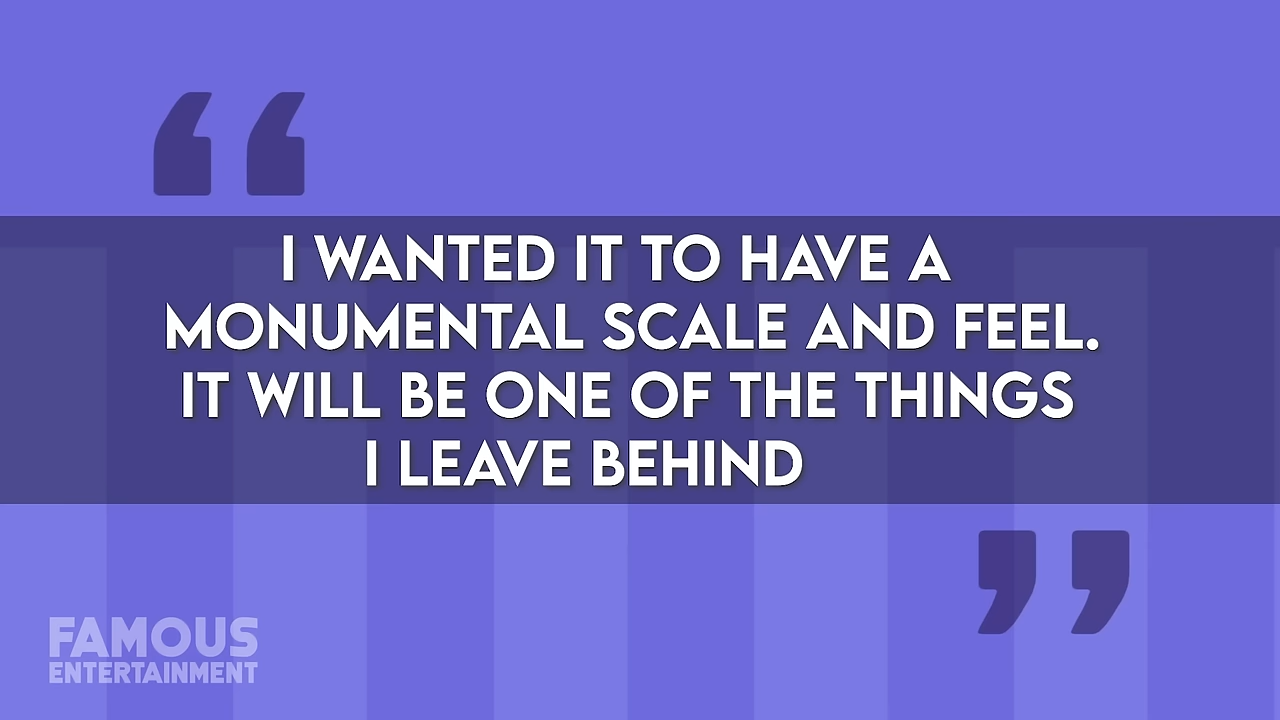 I WANTED IT TO HAVE A
MONUMENTAL SCALE AND FEEL.
IT WILL BE ONE OF THE THINGS
I LEAVE BEHIND
FAMOUS
ENTERTAINMENT